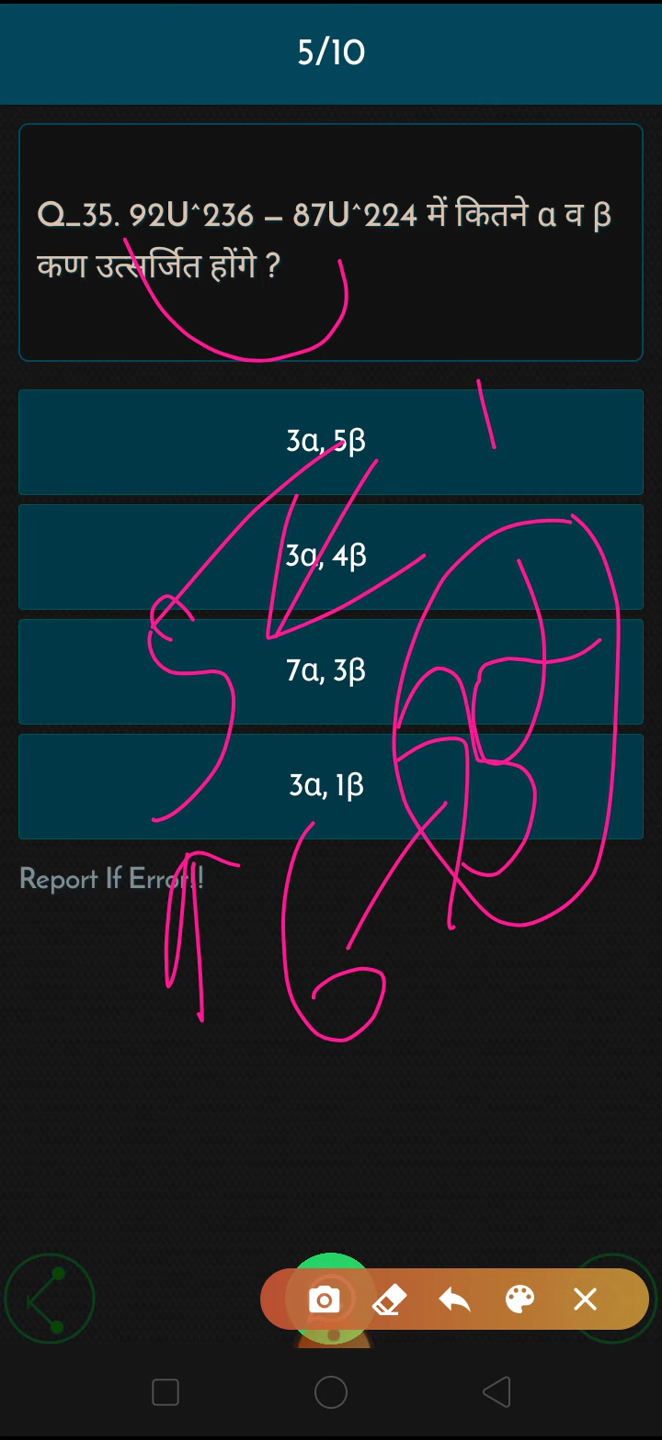 5/10
Q_35. 92U^236 – 87U^224 में कितने α व β
कण उत्सर्जित होंगे ?
3α, 5β
3α, 4β
7α, 3β
3α, 1β
Report If Error!!